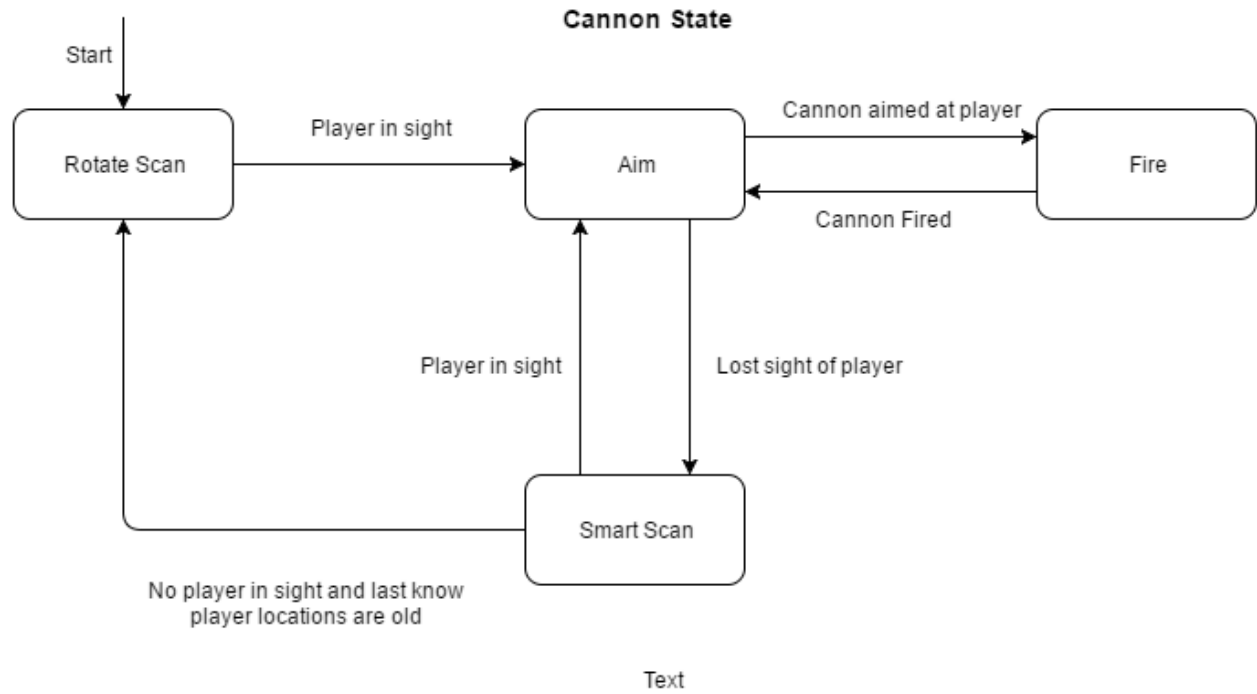 Cannon State
Start
Player in sight
Cannon aimed at player
Rotate Scan
Aim
Fire
Cannon Fired
Player in sight
Lost sight of player
Smart Scan
No player in sight and last know
player locations are old
Text